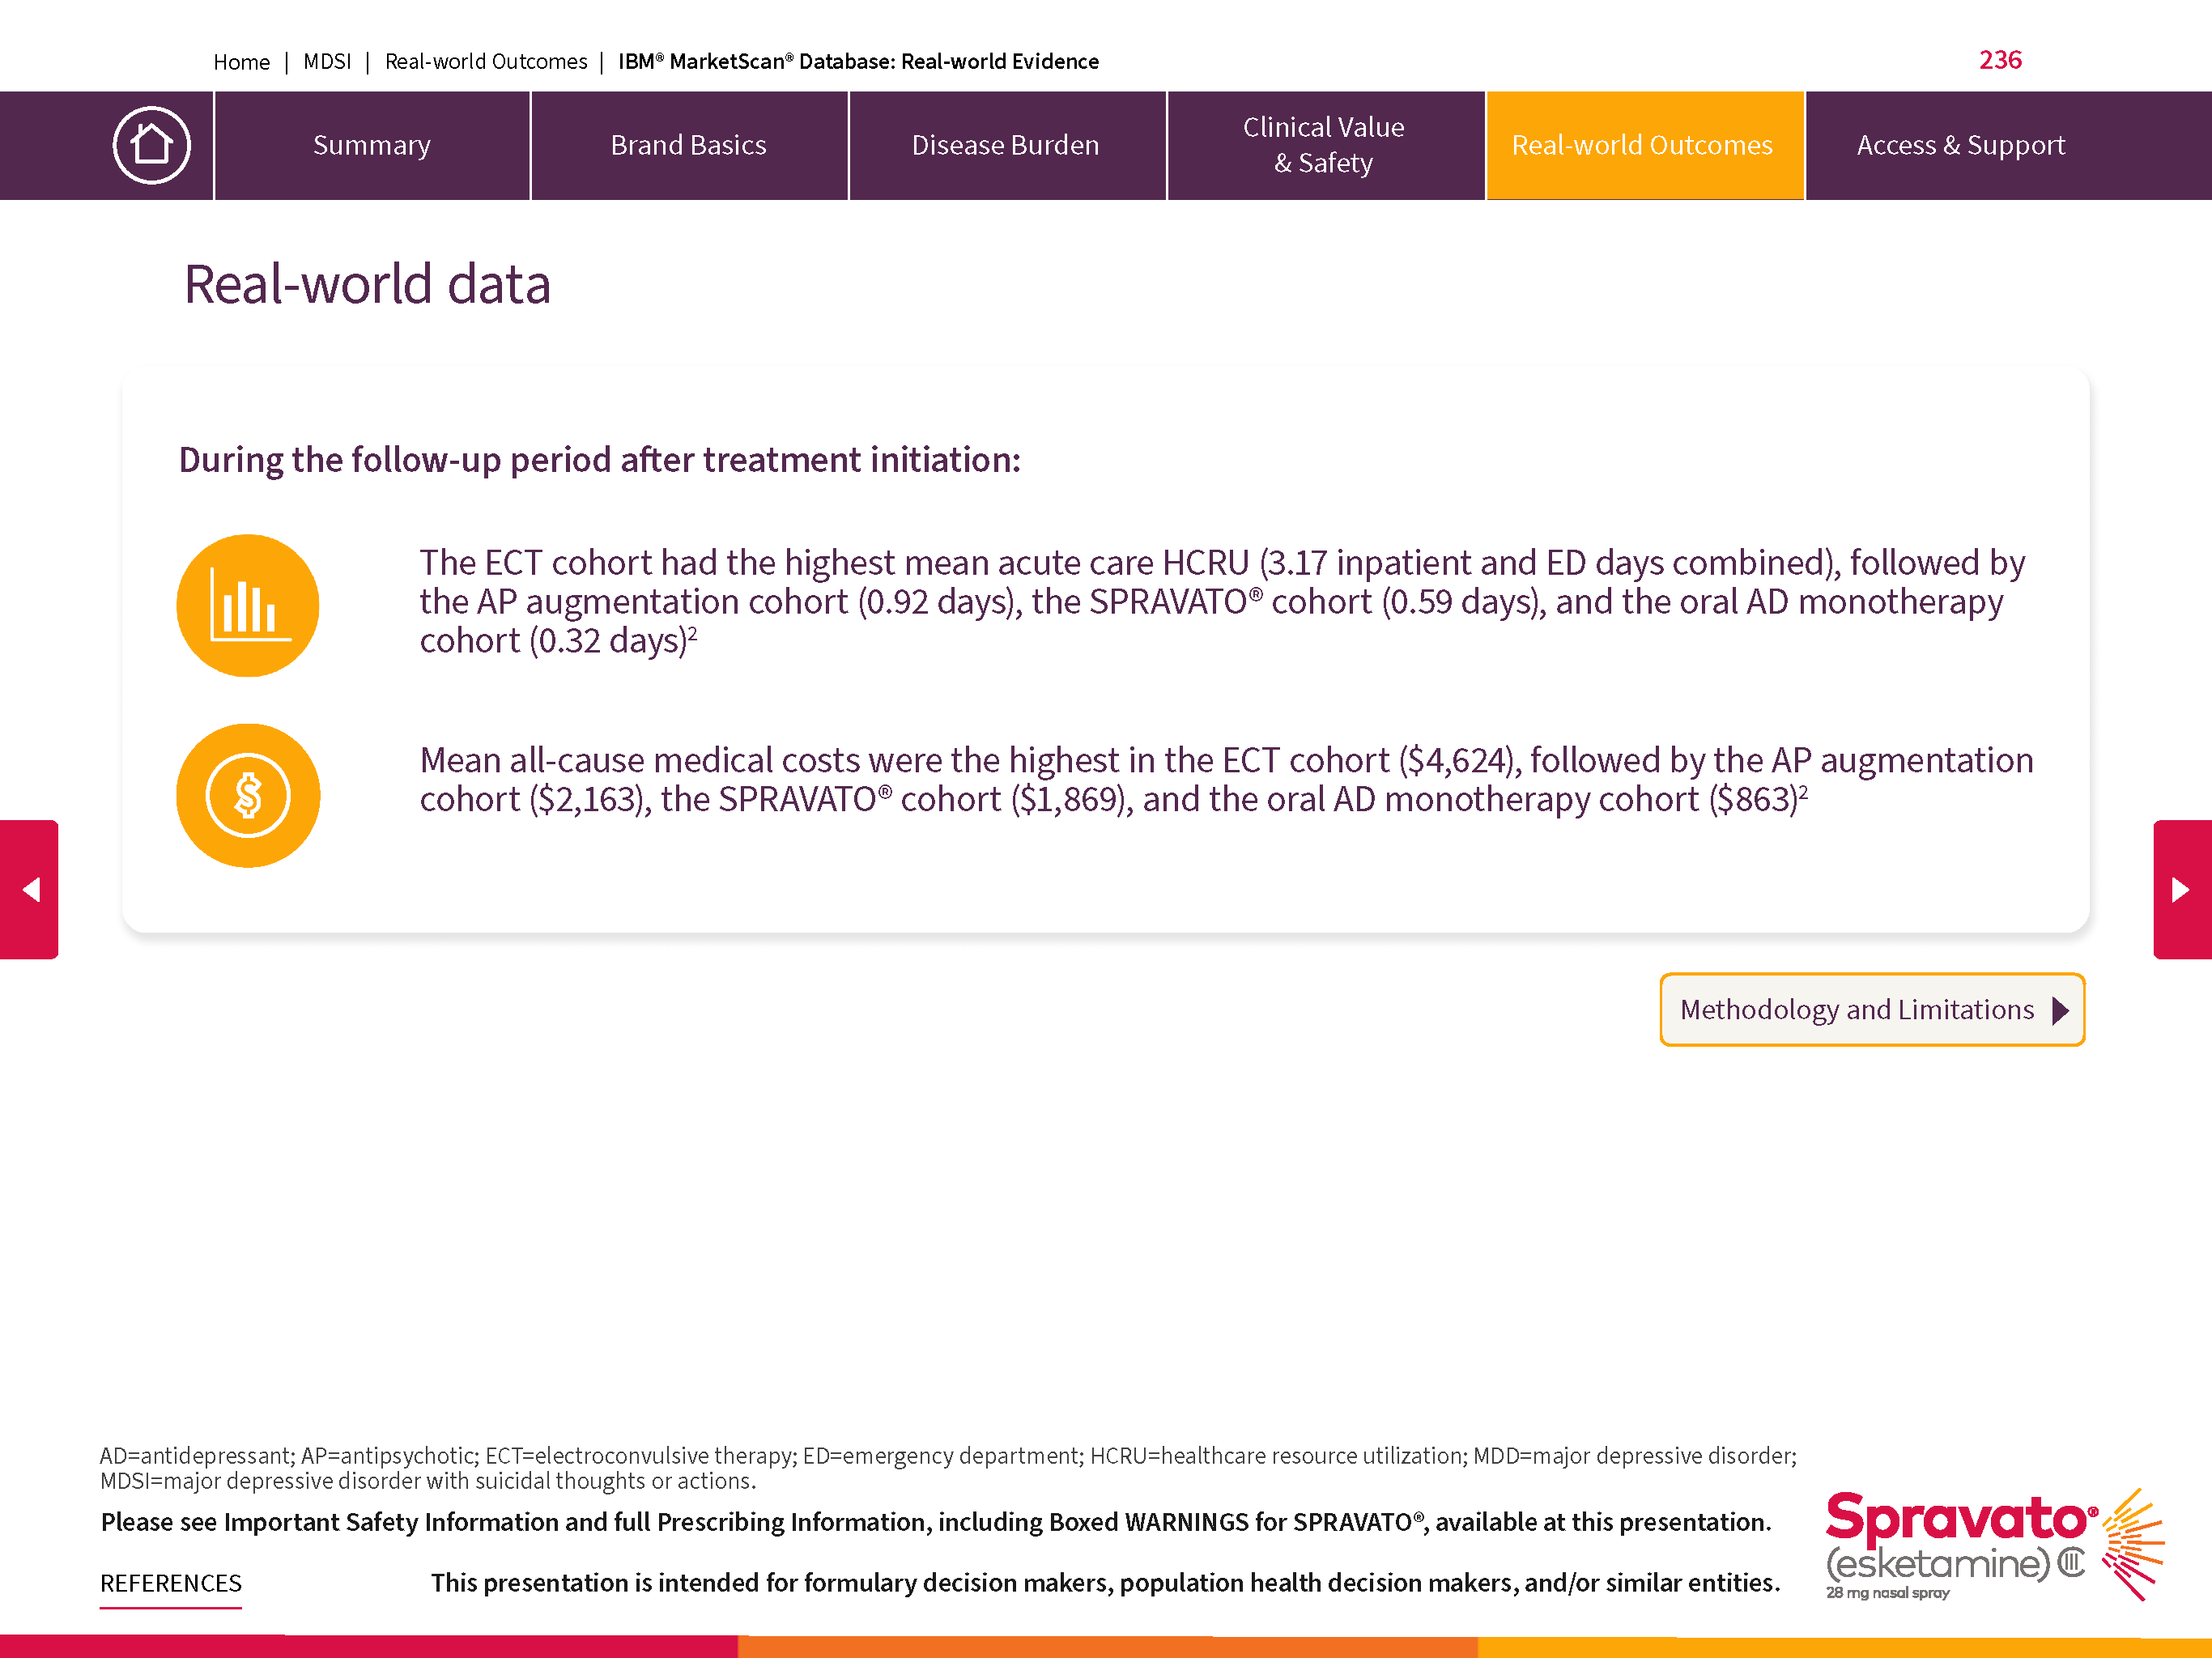 Home | MDSI | Real-world Outcomes | IBM® MarketScan® Database: Real-world Evidence
236
Summary
Brand Basics
Disease Burden
Clinical Value
& Safety
Real-world Outcomes
Access & Support
Real-world data
During the follow-up period after treatment initiation:
The ECT cohort had the highest mean acute care HCRU (3.17 inpatient and ED days combined), followed by
the AP augmentation cohort (0.92 days), the SPRAVATO® cohort (0.59 days), and the oral AD monotherapy
cohort (0.32 days)²
Mean all-cause medical costs were the highest in the ECT cohort ($4,624), followed by the AP augmentation
cohort ($2,163), the SPRAVATO® cohort ($1,869), and the oral AD monotherapy cohort ($863)²
Methodology and Limitations
AD=antidepressant; AP=antipsychotic; ECT=electroconvulsive therapy; ED=emergency department; HCRU=healthcare resource utilization; MDD=major depressive disorder;
MDSI=major depressive disorder with suicidal thoughts or actions.
Please see Important Safety Information and full Prescribing Information, including Boxed WARNINGS for SPRAVATO®, available at this presentation.
REFERENCES
This presentation is intended for formulary decision makers, population health decision makers, and/or similar entities.
Spravato®
(esketamine) CIII
28 mg nasal spray